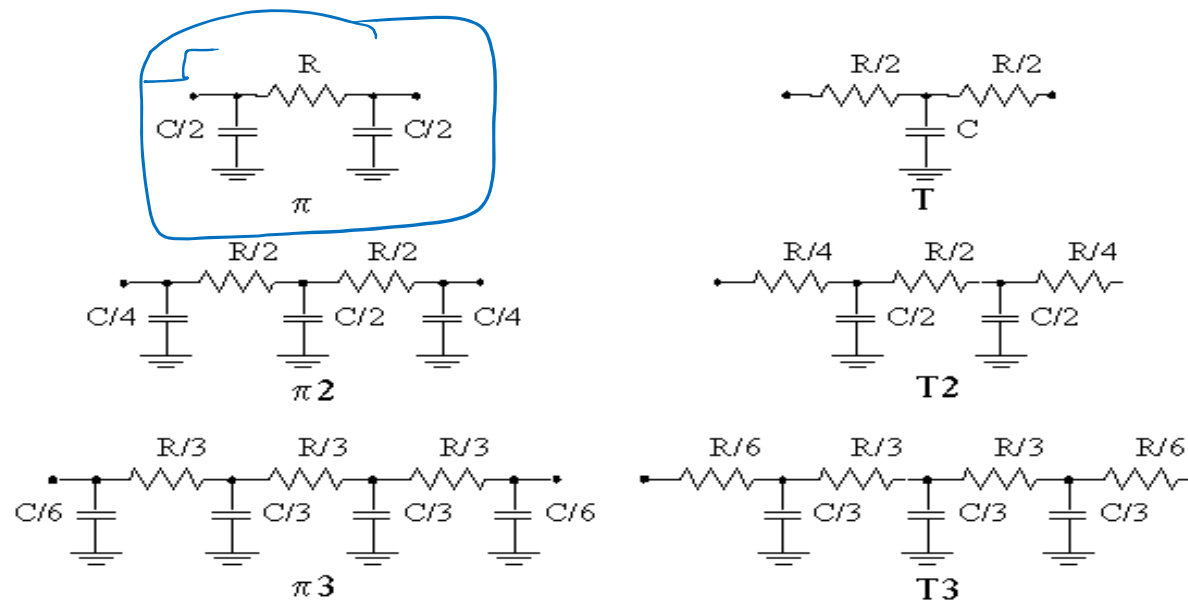 R
C/2 C/2
π
R/2 R/2
C
T
R/2 R/2
C/4 C/2 C/4
π2
R/4 R/2 R/4
C/2 C/2
T2
R/3 R/3 R/3
C/6 C/3 C/3 C/6
π3
R/6 R/3 R/3 R/6
C/3 C/3 C/3
T3